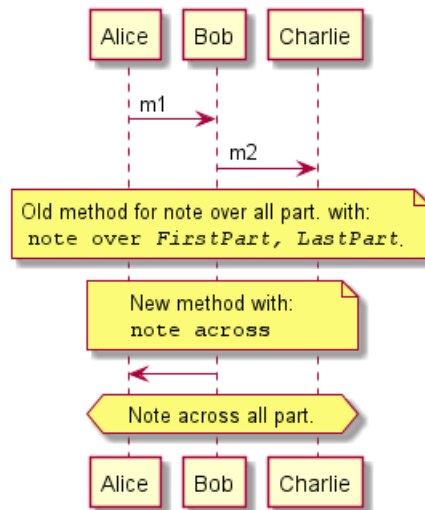 Alice Bob Charlie
m1
m2
Old method for note over all part. with:
note over FirstPart, LastPart.
New method with:
note across
Note across all part.
Alice Bob Charlie